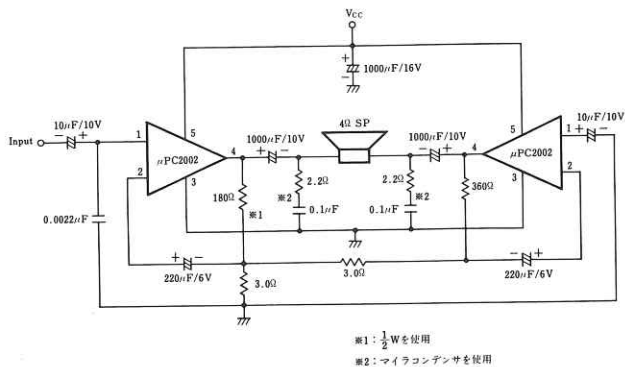 VCC
1000μF/16V
10μF/10V
Input
1
5
μPC2002
4
2
3
1000μF/10V
4Ω SP
1000μF/10V
4
5
μPC2002
1
2
3
10μF/10V
0.0022μF
180Ω
※1
2.2Ω
※2
0.1μF
2.2Ω
※2
0.1μF
360Ω
220μF/6V
3.0Ω
3.0Ω
220μF/6V
※1：1/2Wを使用
※2：マイラコンデンサを使用